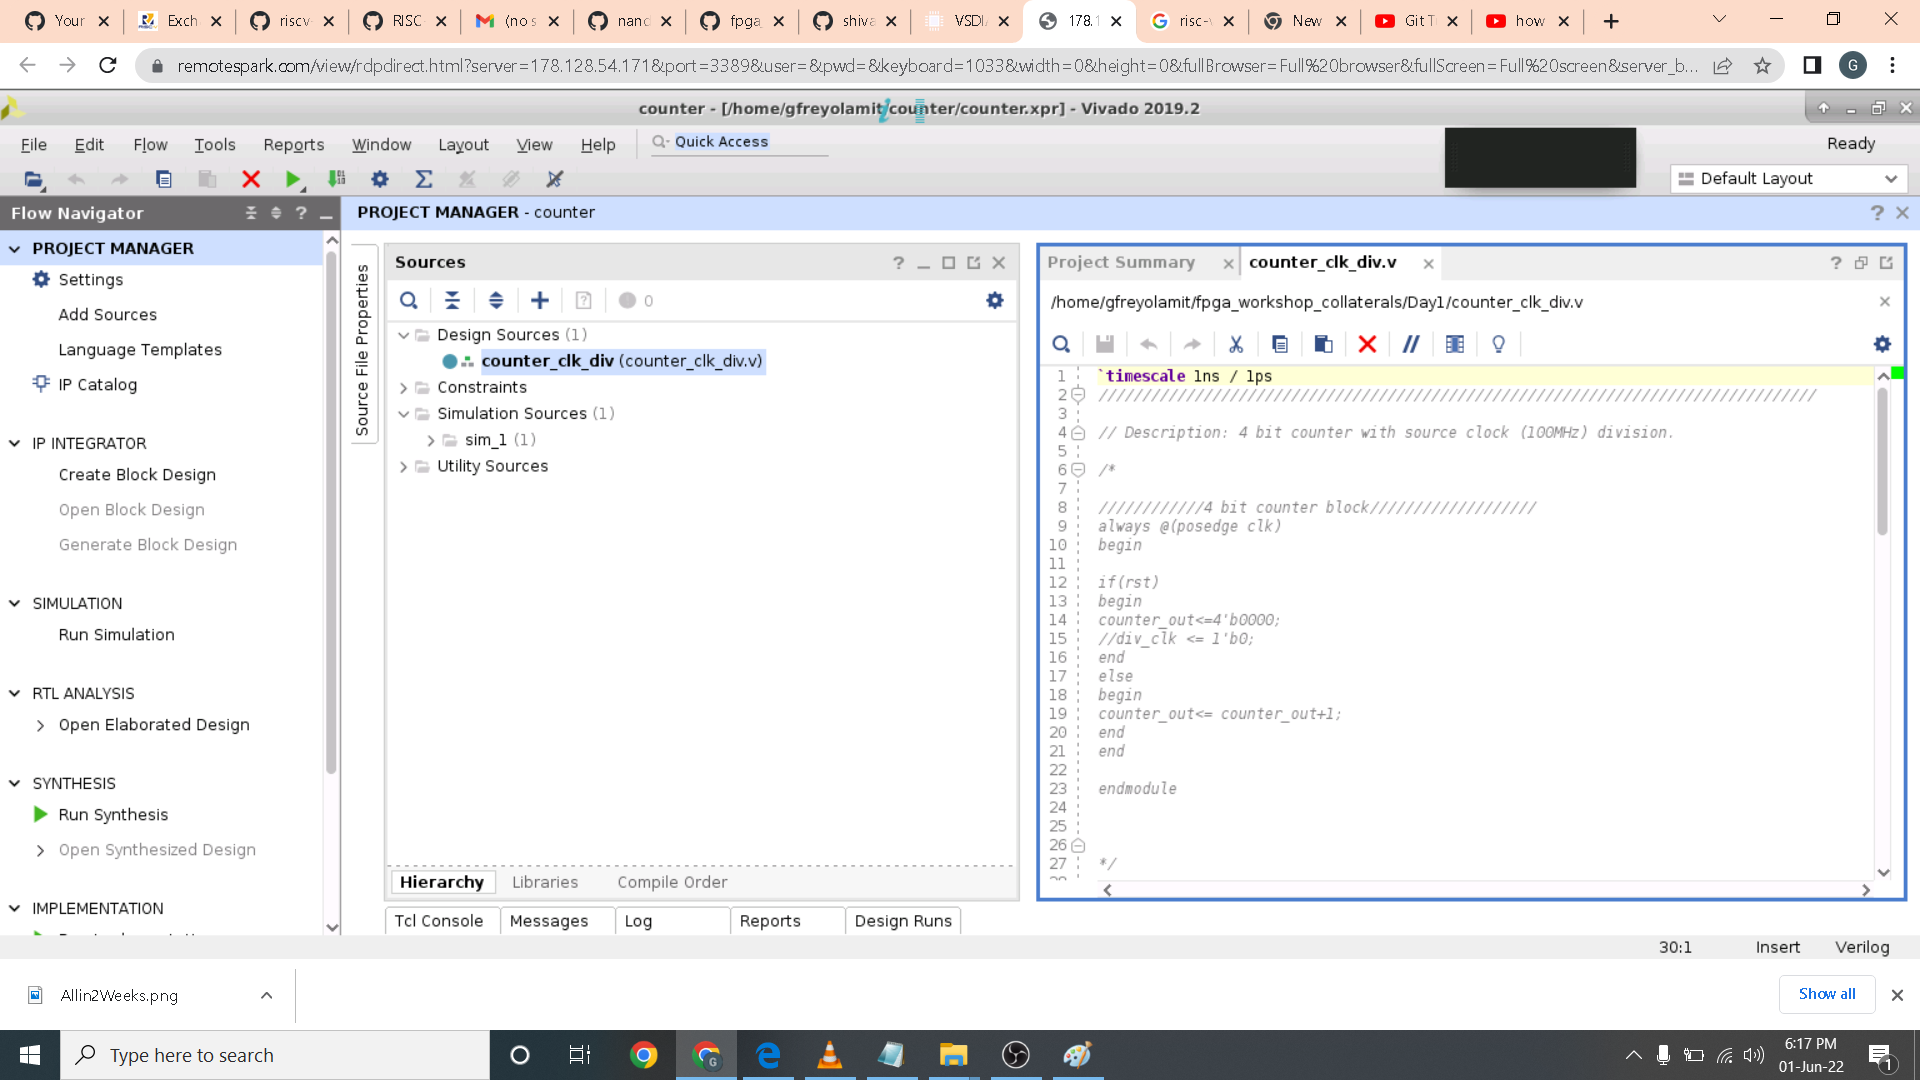 Your
Exch
riscv
RISC
(no s
nand
fpga_
shiva
VSDI
178.1
risc-v
New
Git T
how
remotespark.com/view/rdpdirect.html?server=178.128.54.171&port=3389&user=&pwd=&keyboard=1033&width=0&height=0&fullBrowser=Full%20browser&fullScreen=Full%20screen&server_b...
G
counter - [/home/gfreyolamit/counter/counter.xpr] - Vivado 2019.2
File Edit Flow Tools Reports Window Layout View Help Quick Access
Ready
Default Layout
Flow Navigator
PROJECT MANAGER - counter
PROJECT MANAGER
Settings
Add Sources
Language Templates
IP Catalog
IP INTEGRATOR
Create Block Design
Open Block Design
Generate Block Design
SIMULATION
Run Simulation
RTL ANALYSIS
Open Elaborated Design
SYNTHESIS
Run Synthesis
Open Synthesized Design
IMPLEMENTATION
Source File Properties
Sources
0
Design Sources (1)
counter_clk_div (counter_clk_div.v)
Constraints
Simulation Sources (1)
sim_1 (1)
Utility Sources
Hierarchy Libraries Compile Order
Tcl Console Messages Log Reports Design Runs
Project Summary counter_clk_div.v
/home/gfreyolamit/fpga_workshop_collaterals/Day1/counter_clk_div.v
1 `timescale 1ns / 1ps
2 //////////////////////////////////////////////////////////////////////////////////
3
4 // Description: 4 bit counter with source clock (100MHz) division.
5
6 /*
7
8 ////////////4 bit counter block///////////////////
9 always @(posedge clk)
10 begin
11
12 if(rst)
13 begin
14 counter_out<=4'b0000;
15 //div_clk <= 1'b0;
16 end
17 else
18 begin
19 counter_out<= counter_out+1;
20 end
21 end
22
23 endmodule
24
25
26
27 */
30:1 Insert Verilog
Allin2Weeks.png
Show all
Type here to search
G
6:17 PM
01-Jun-22
1